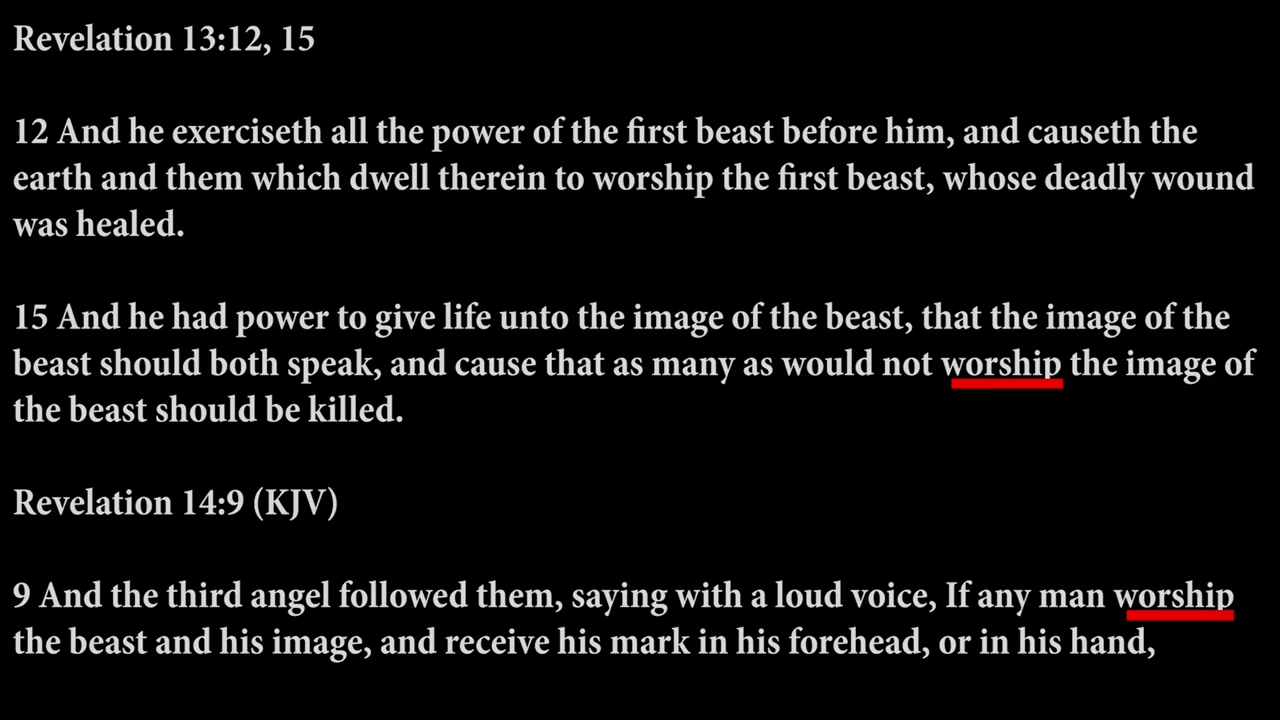 Revelation 13:12, 15
12 And he exerciseth all the power of the first beast before him, and causeth the
earth and them which dwell therein to worship the first beast, whose deadly wound
was healed.
15 And he had power to give life unto the image of the beast, that the image of the
beast should both speak, and cause that as many as would not worship the image of
the beast should be killed.
Revelation 14:9 (KJV)
9 And the third angel followed them, saying with a loud voice, If any man worship
the beast and his image, and receive his mark in his forehead, or in his hand,